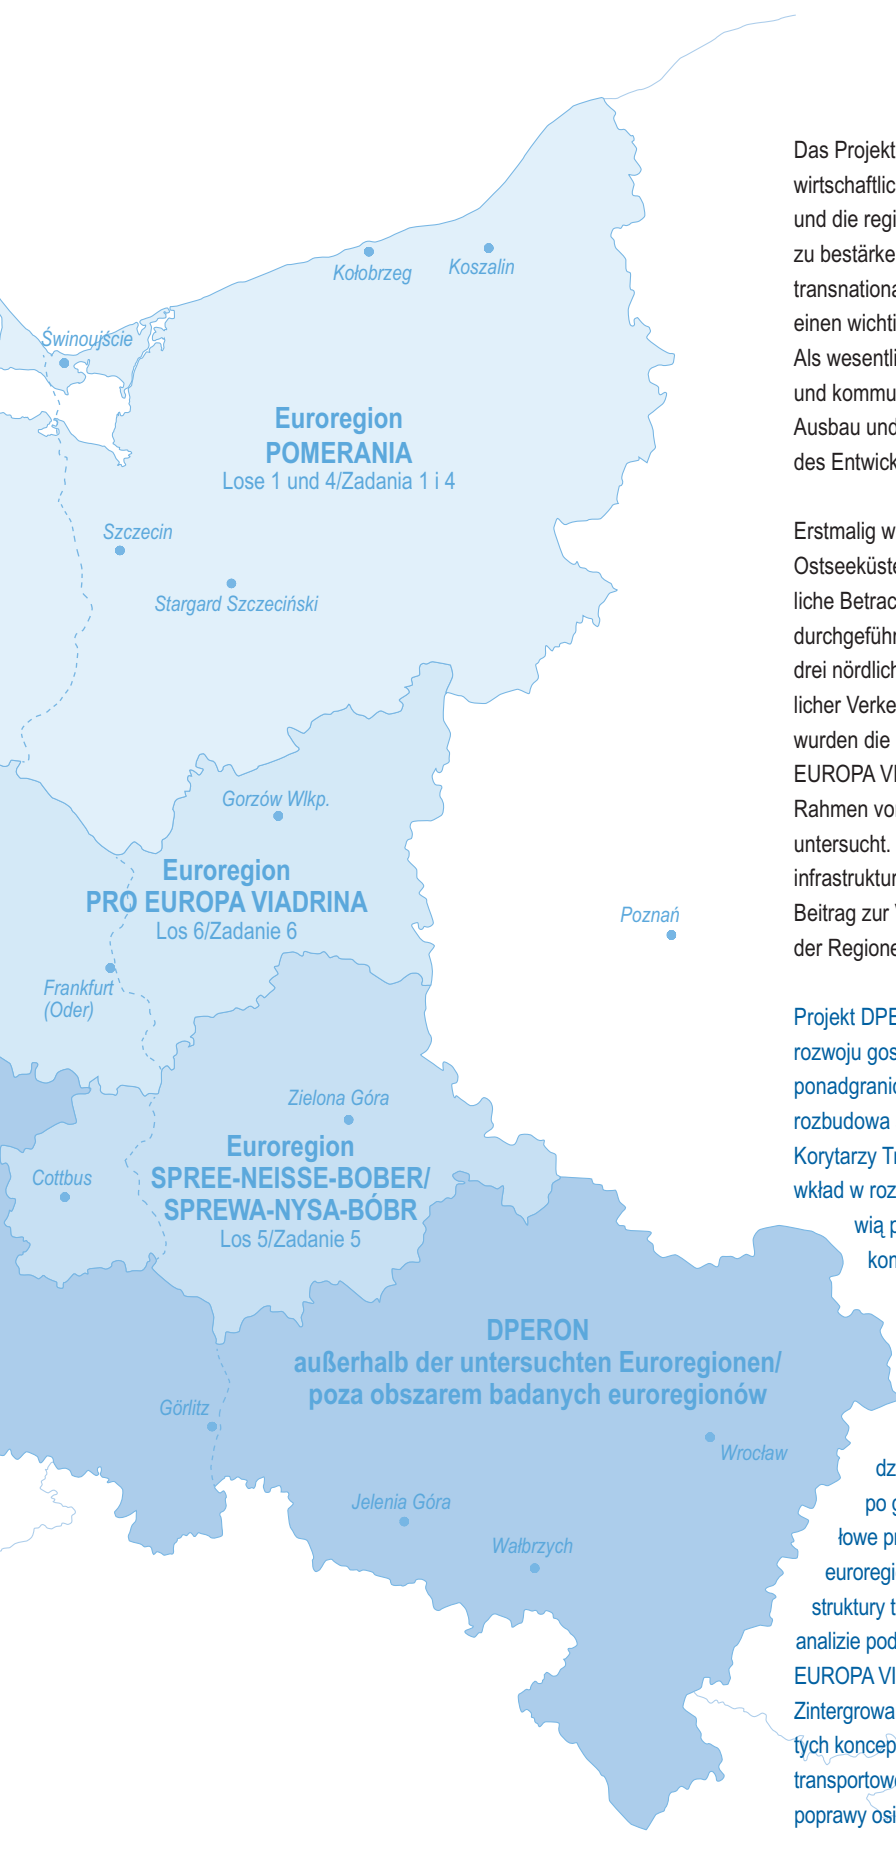 Kołobrzeg
Koszalin
Świnoujście
Euroregion
POMERANIA
Lose 1 und 4/Zadania 1 i 4
Szczecin
Stargard Szczeciński
Gorzów Wlkp.
Euroregion
PRO EUROPA VIADRINA
Los 6/Zadanie 6
Poznań
Frankfurt
(Oder)
Zielona Góra
Euroregion
SPREE-NEISSE-BOBER/
SPREWA-NYSA-BÓBR
Los 5/Zadanie 5
Cottbus
DPERON
außerhalb der untersuchten Euroregionen/
poza obszarem badanych euroregionów
Görlitz
Wrocław
Jelenia Góra
Wałbrzych
Das Projekt
wirtschaftlic
und die regi
zu bestärke
transnationa
einen wichti
Als wesentli
und kommu
Ausbau und
des Entwick
Erstmalig w
Ostseeküste
liche Betrac
durchgeführ
drei nördlich
licher Verke
wurden die
EUROPA VI
Rahmen vor
untersucht.
infrastruktur
Beitrag zur
der Regione
Projekt DPE
rozwoju gos
ponadgranic
rozbudowa
Korytarzy Tr
wkład w roz
wią p
kom
dz
po g
łowe pr
euroregi
struktury t
analizie pod
EUROPA VI
Zintergrowa
tych koncep
transportowe
poprawy osi